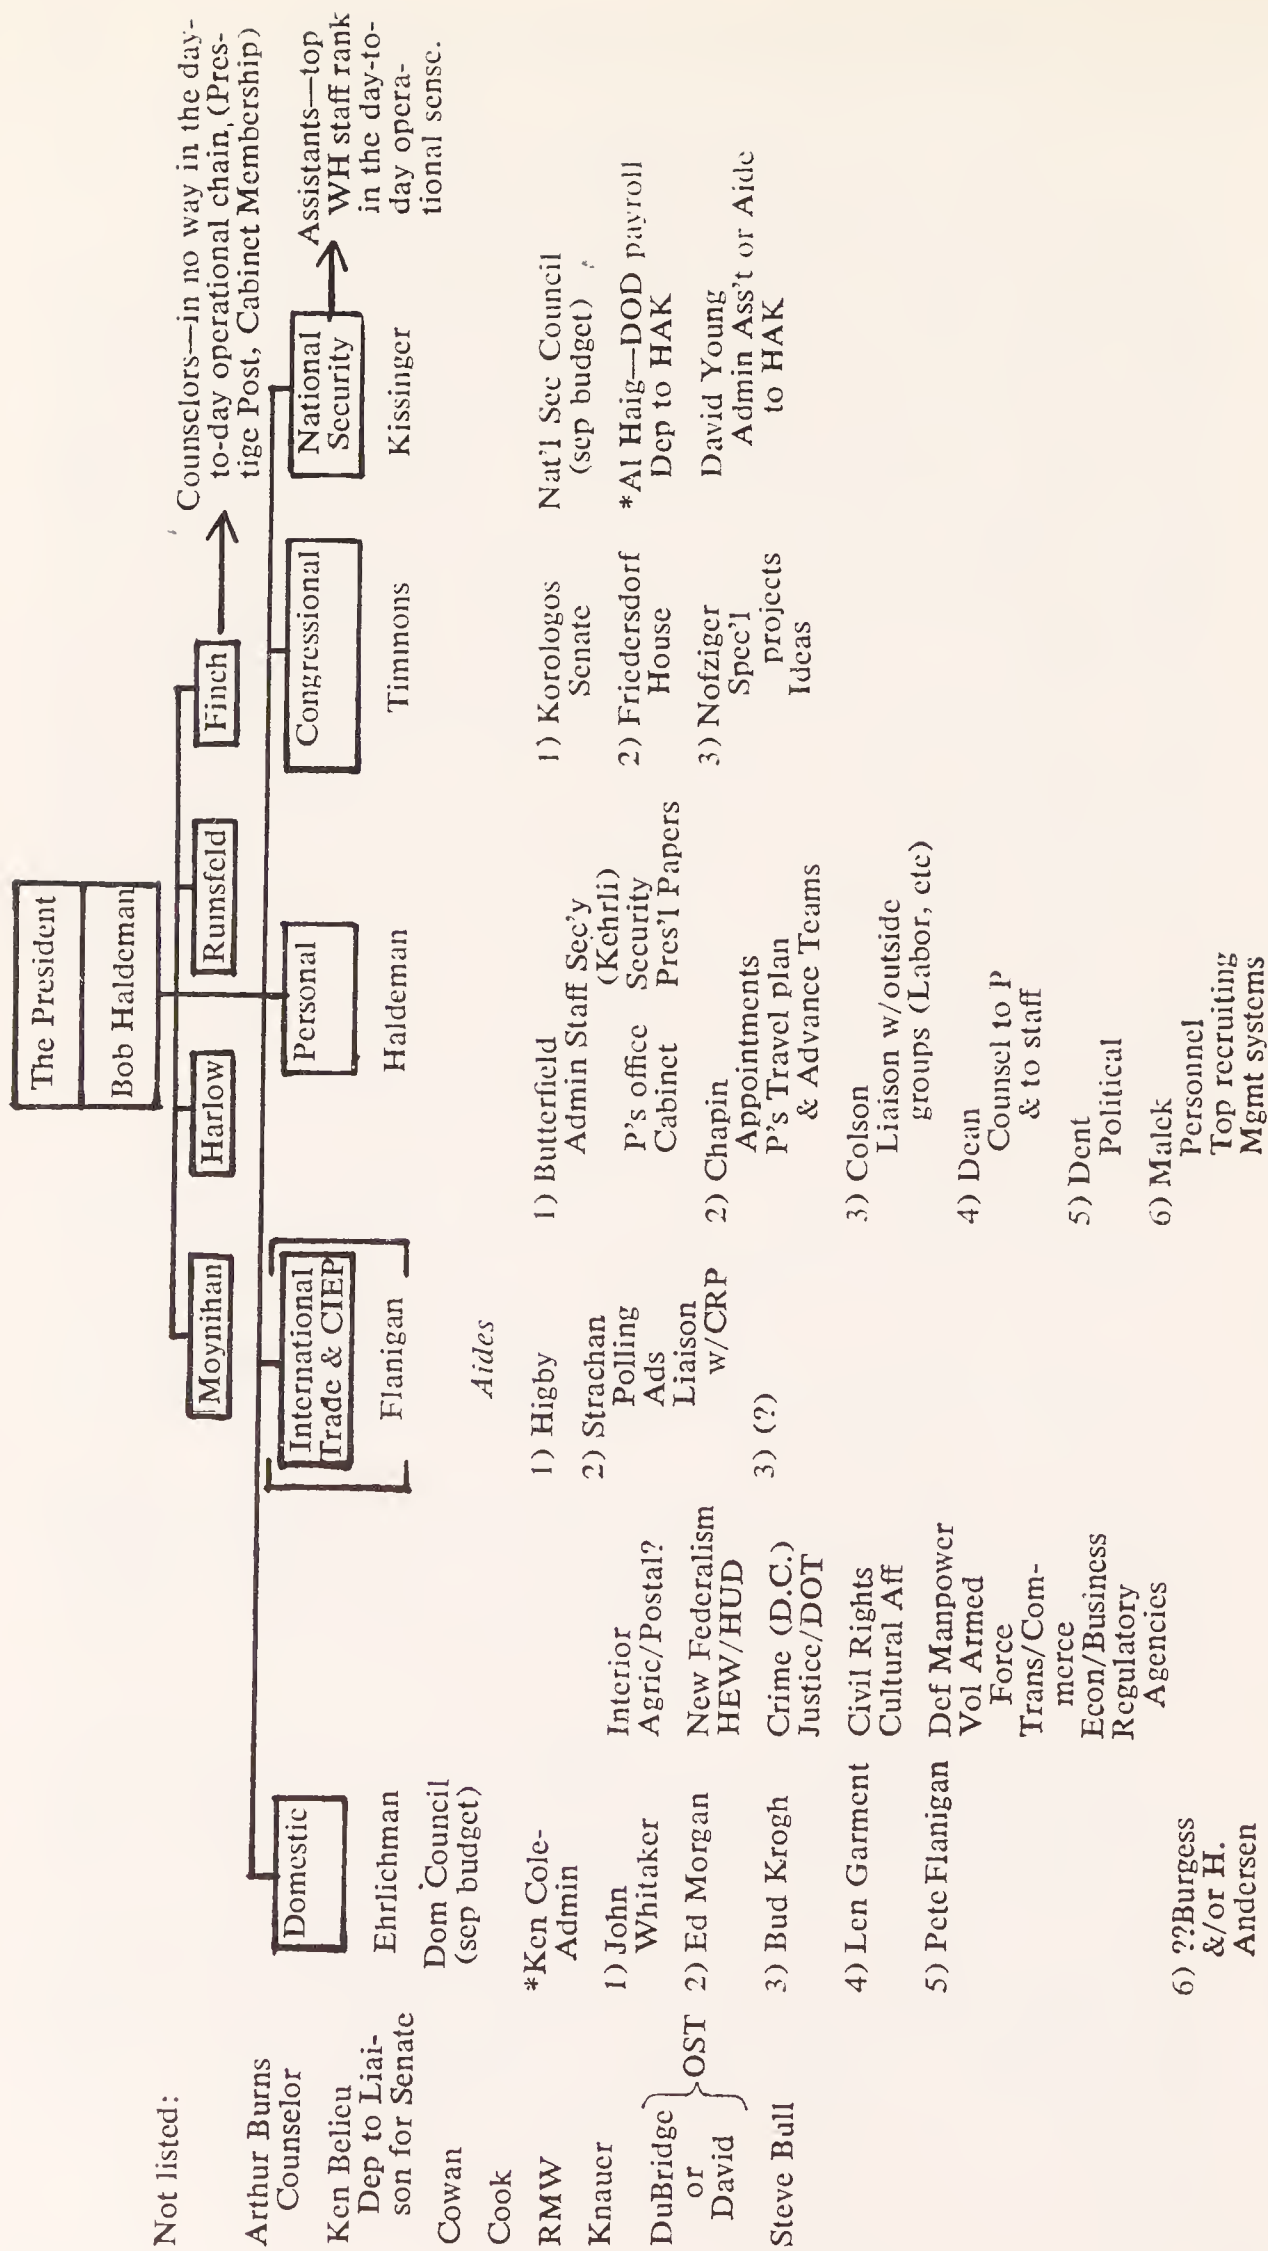 The President
Bob Haldeman
Moynihan
Harlow
Rumsfeld
Finch
Counselors—in no way in the day-
to-day operational chain, (Pres-
tige Post, Cabinet Membership)
Domestic
Ehrlichman
Dom Council
(sep budget)
*Ken Cole-
Admin
1) John
Whitaker
Interior
Agric/Postal?
2) Ed Morgan
New Federalism
HEW/HUD
3) Bud Krogh
Crime (D.C.)
Justice/DOT
4) Len Garment
Civil Rights
Cultural Aff
5) Pete Flanigan
Def Manpower
Vol Armed
Force
Trans/Com-
merce
Econ/Business
Regulatory
Agencies
6) ??Burgess
&/or H.
Andersen
International
Trade & CIEP
Flanigan
Aides
1) Higby
2) Strachan
Polling
Ads
Liaison
w/CRP
3) (?)
Personal
Haldeman
1) Butterfield
Admin Staff Sec'y
(Kehrli)
P's office Security
Cabinet Pres'l Papers
2) Chapin
Appointments
P's Travel plan
& Advance Teams
3) Colson
Liaison w/outside
groups (Labor, etc)
4) Dean
Counsel to P
& to staff
5) Dent
Political
6) Malek
Personnel
Top recruiting
Mgmt systems
Congressional
Timmons
1) Korologos
Senate
2) Friedersdorf
House
3) Nofziger
Spec'l
projects
Ideas
National
Security
Kissinger
Nat'l Sec Council
(sep budget)
*Al Haig—DOD payroll
Dep to HAK
David Young
Admin Ass't or Aide
to HAK
Assistants—top
WH staff rank
in the day-to-
day opera-
tional sense.
Not listed:
Arthur Burns
Counselor
Ken Belieu
Dep to Liai-
son for Senate
Cowan
Cook
RMW
Knauer
DuBridge
or
David
OST
Steve Bull